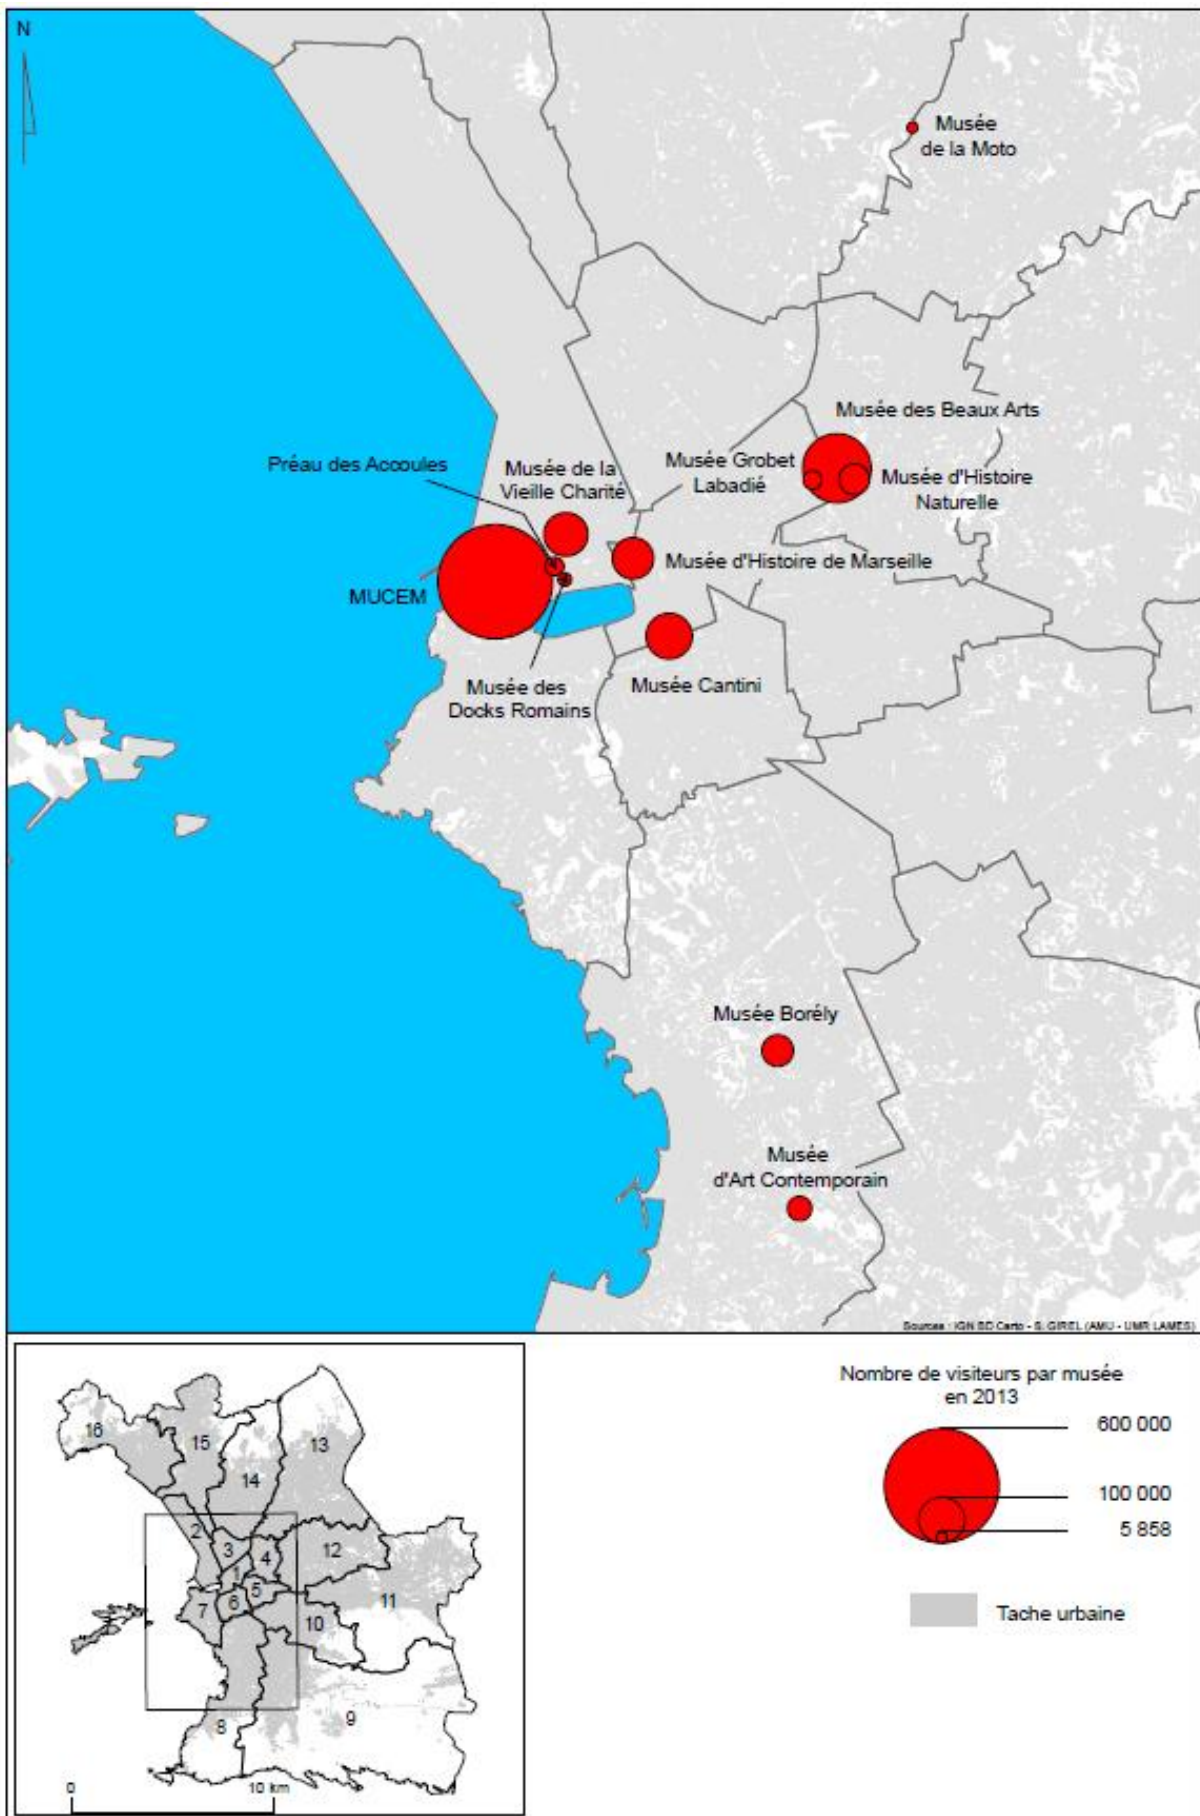 N
Musée
de la Moto
Musée des Beaux Arts
Préau des Accoules
Musée de la
Vieille Charité
Musée Grobet
Labadié
Musée d'Histoire
Naturelle
Musée d'Histoire de Marseille
MUCEM
Musée des
Docks Romains
Musée Cantini
Musée Borély
Musée
d'Art Contemporain
Sources : IGN BD Carto - S. GIREL (AMU - UMR LAMES)
16
15
13
14
2
3
4
12
1
5
11
7
6
10
8
9
0
10 km
Nombre de visiteurs par musée
en 2013
600 000
100 000
5 858
Tache urbaine